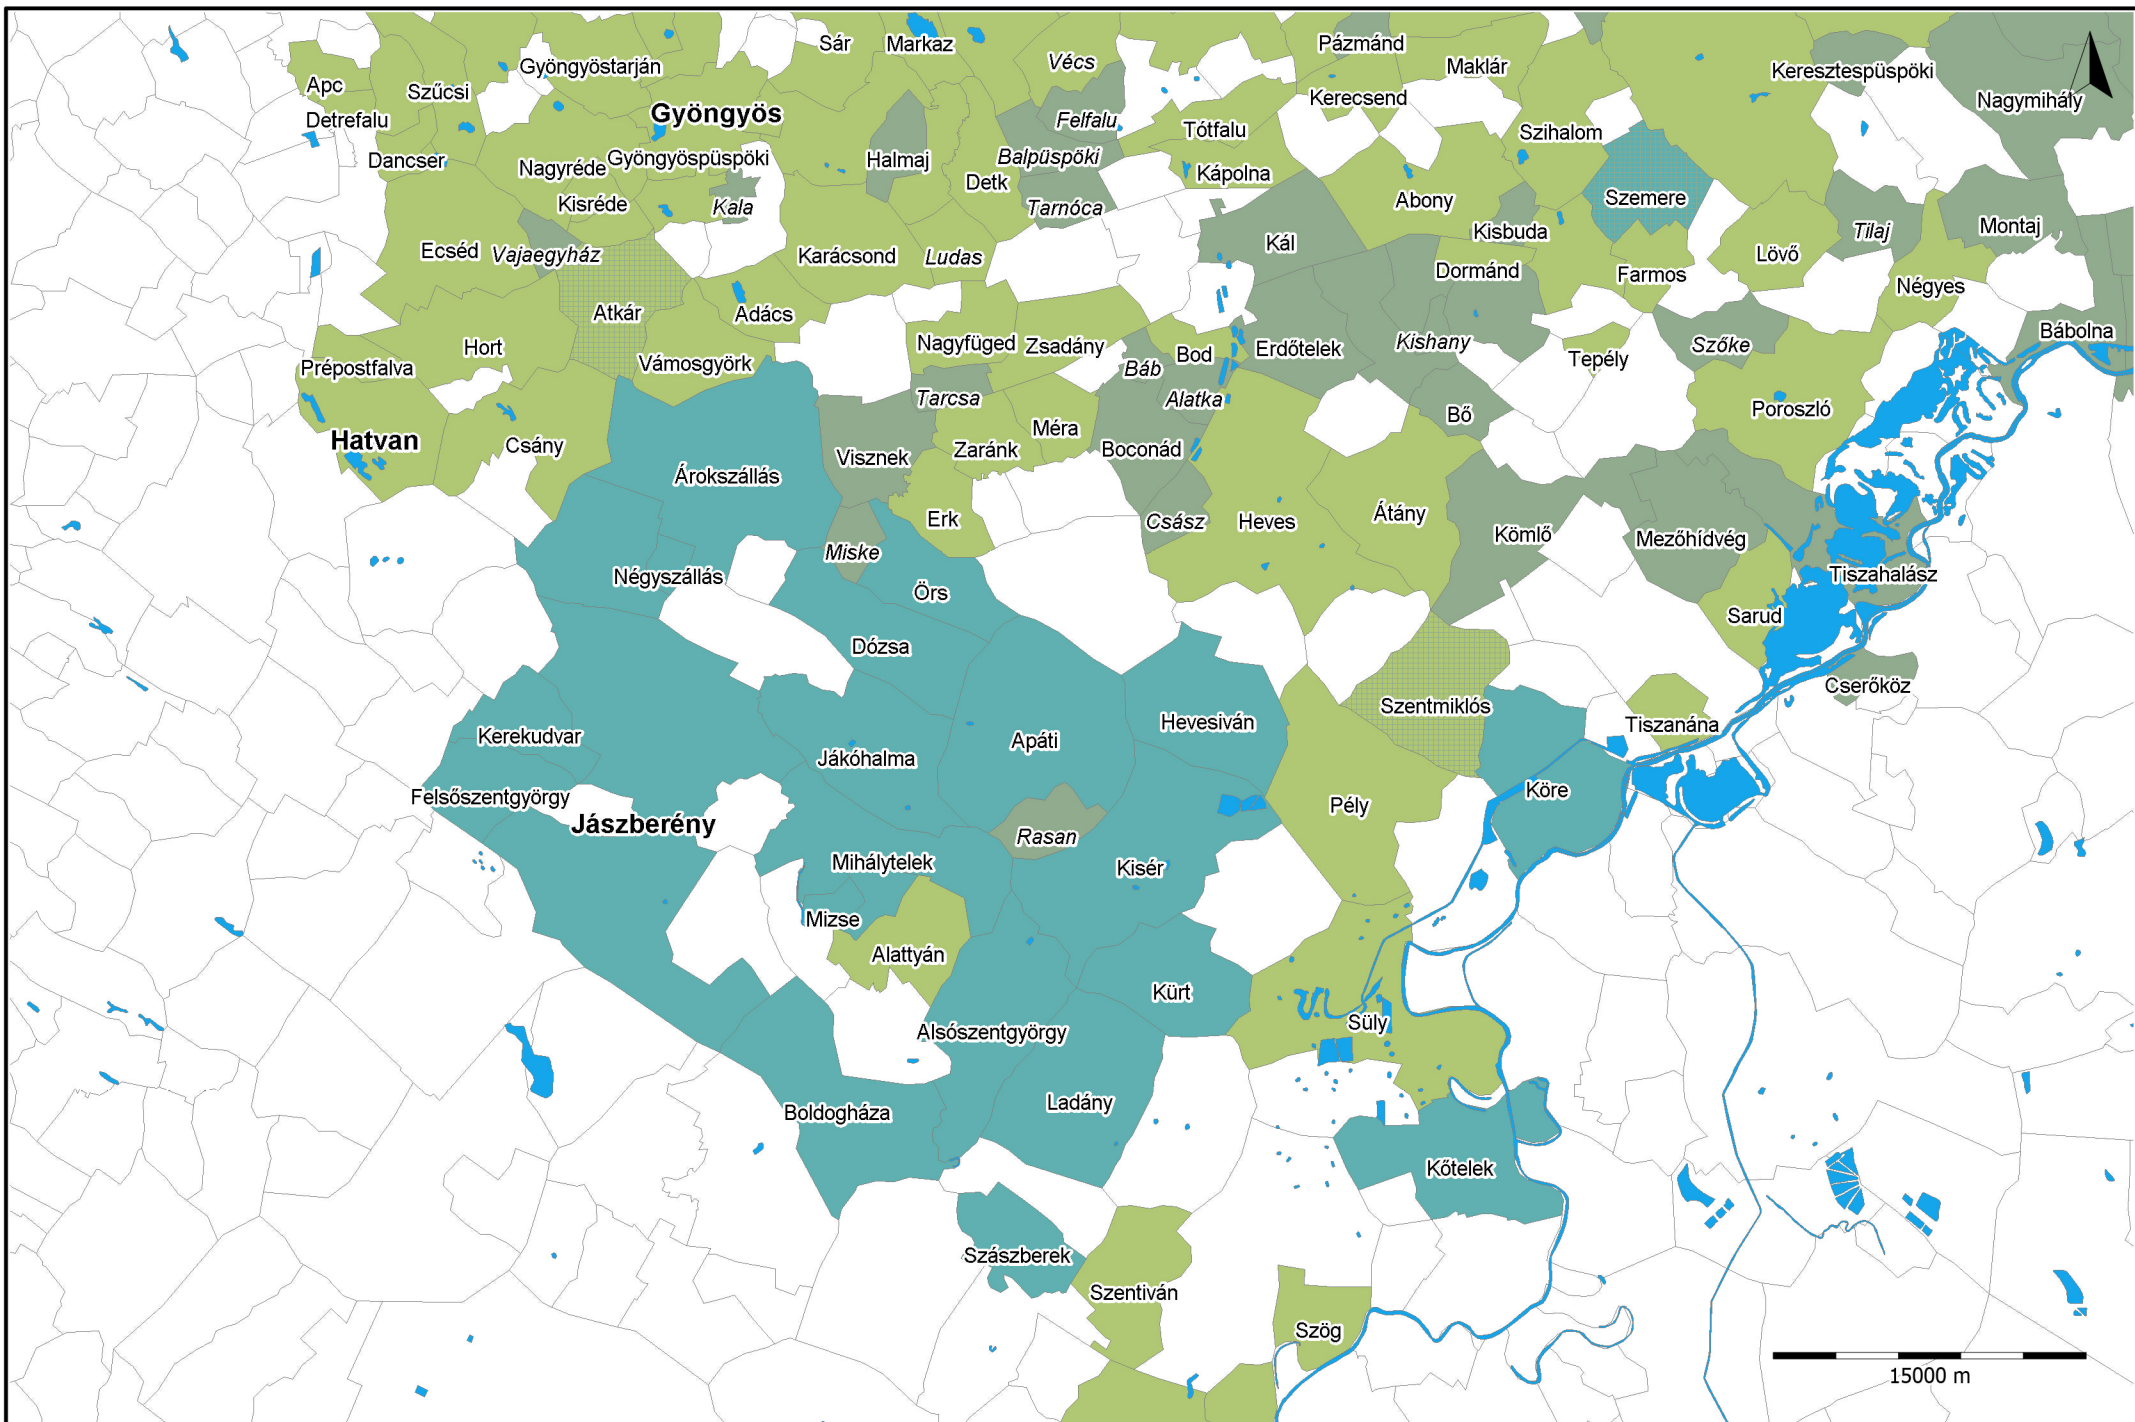 Sár
Markaz
Pázmánd
Vécs
Maklár
Gyöngyöstarján
Keresztespüspöki
Apc
Szűcsi
Kerecsend
Nagymihály
Detrefalu
Gyöngyös
Felfalu
Tótfalu
Szihalom
Dancser
Nagyréde
Gyöngyöspüspöki
Halmaj
Balpüspöki
Kápolna
Detk
Kisréde
Kala
Tarnóca
Abony
Szemere
Ecséd
Vajaegyház
Karácsond
Ludas
Kál
Kisbuda
Tilaj
Montaj
Lövő
Dormánd
Farmos
Négyes
Atkár
Adács
Hort
Nagyfüged
Zsadány
Bod
Erdőtelek
Kishany
Szőke
Bábolna
Prépostfalva
Vámosgyörk
Báb
Tepély
Tarcsa
Alatka
Bő
Poroszló
Hatvan
Csány
Méra
Visznek
Zaránk
Boconád
Árokszállás
Erk
Csász
Heves
Átány
Kömlő
Mezőhídvég
Miske
Négyszállás
Örs
Tiszahalász
Dózsa
Sarud
Cserőköz
Szentmiklós
Kerekudvar
Hevesiván
Tiszanána
Apáti
Jákóhalma
Felsőszentgyörgy
Köre
Pély
Jászberény
Rasan
Mihálytelek
Kisér
Mizse
Alattyán
Kürt
Süly
Alsószentgyörgy
Boldogháza
Ladány
Kőtelek
Szászberek
Szentiván
Szög
15000 m